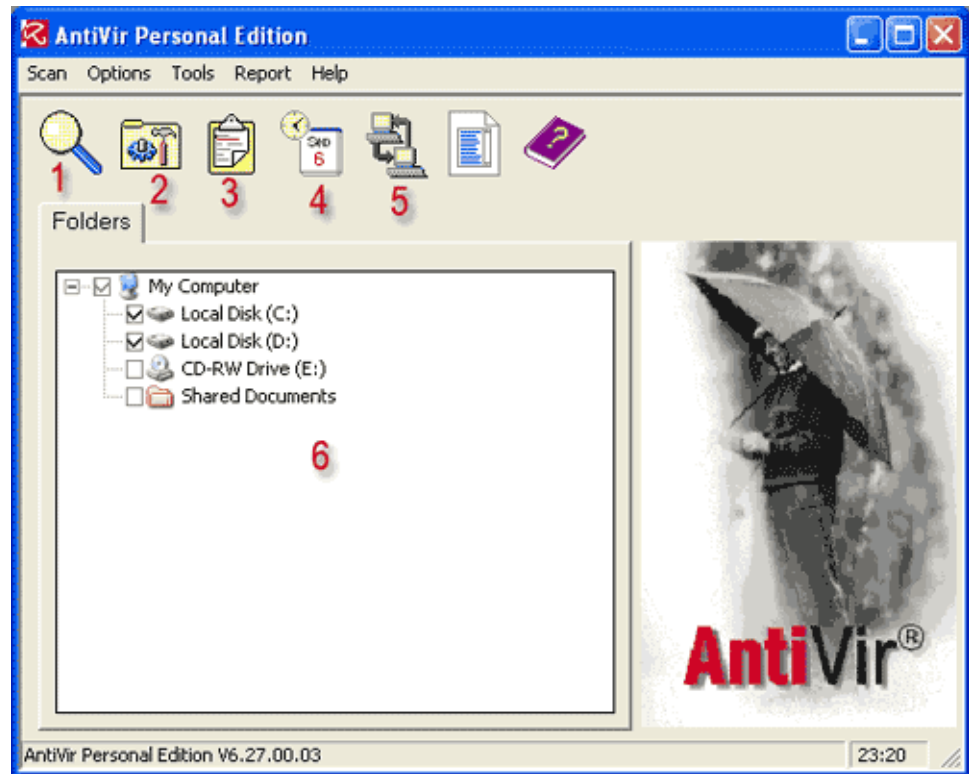 AntiVir Personal Edition
Scan Options Tools Report Help
1
2
3
4
5
6
?
Folders
My Computer
Local Disk (C:)
Local Disk (D:)
CD-RW Drive (E:)
Shared Documents
6
AntiVir®
AntiVir Personal Edition V6.27.00.03
23:20